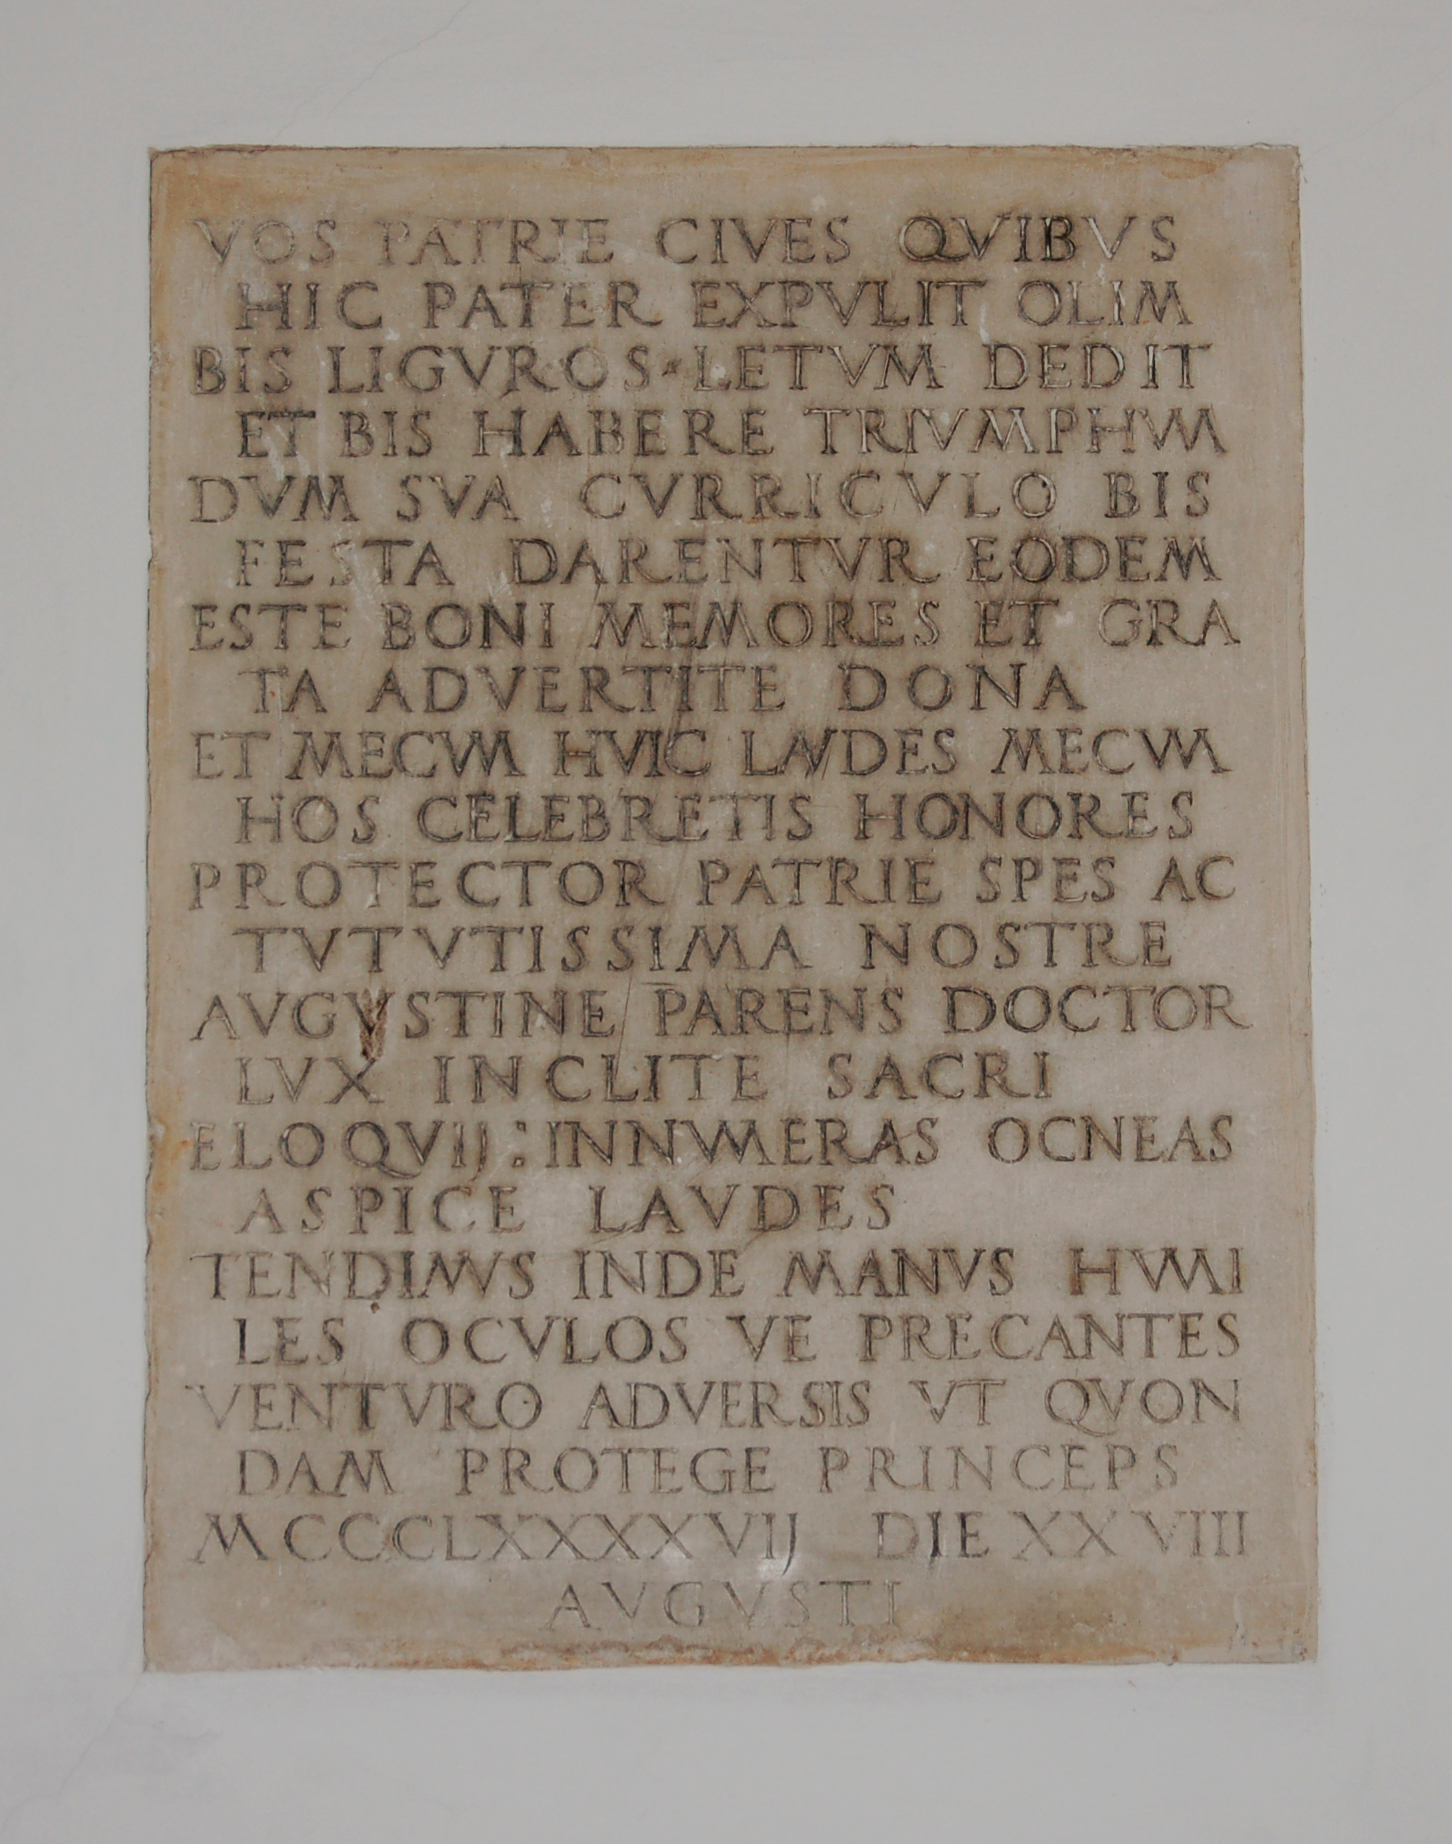 VOS PATRIE CIVES QVIBVS
HIC PATER EXPVLIT OLIM
BIS LIGVROS · LETVM DEDIT
ET BIS HABERE TRIVMPHVM
DVM SVA CVRRICVLO BIS
FESTA DARENTVR EODEM
ESTE BONI MEMORES ET GRA
TA ADVERTITE DONA
ET MECVM HVIC LAVDES MECVM
HOS CELEBRETIS HONORES
PROTECTOR PATRIE SPES AC
TVTVTISSIMA NOSTRE
AVGVSTINE PARENS DOCTOR
LVX INCLITE SACRI
ELOQVIJ : INNVMERAS OCNEAS
ASPICE LAVDES
TENDIMVS INDE MANVS HVMI
LES OCVLOS VE PRECANTES
VENTVRO ADVERSIS VT QVON
DAM PROTEGE PRINCEPS
MCCCCLXXXXVIJ DIE XXVIIII
AVGVSTI